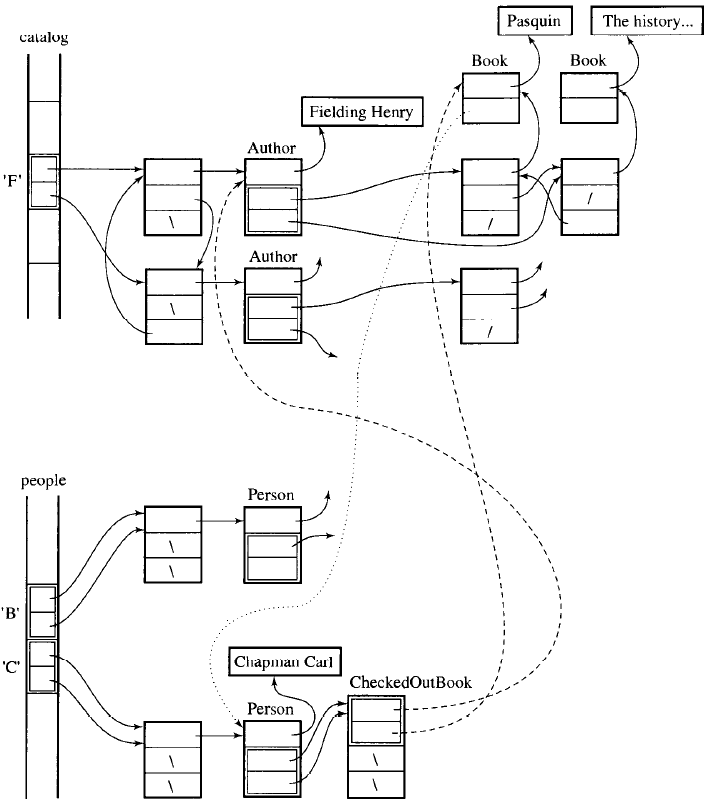 Pasquin
The history...
catalog
Book
Book
Fielding Henry
Author
'F'
/
\
/
Author
\
/
people
Person
\
\
'B'
'C'
Chapman Carl
CheckedOutBook
Person
\
\
\
\